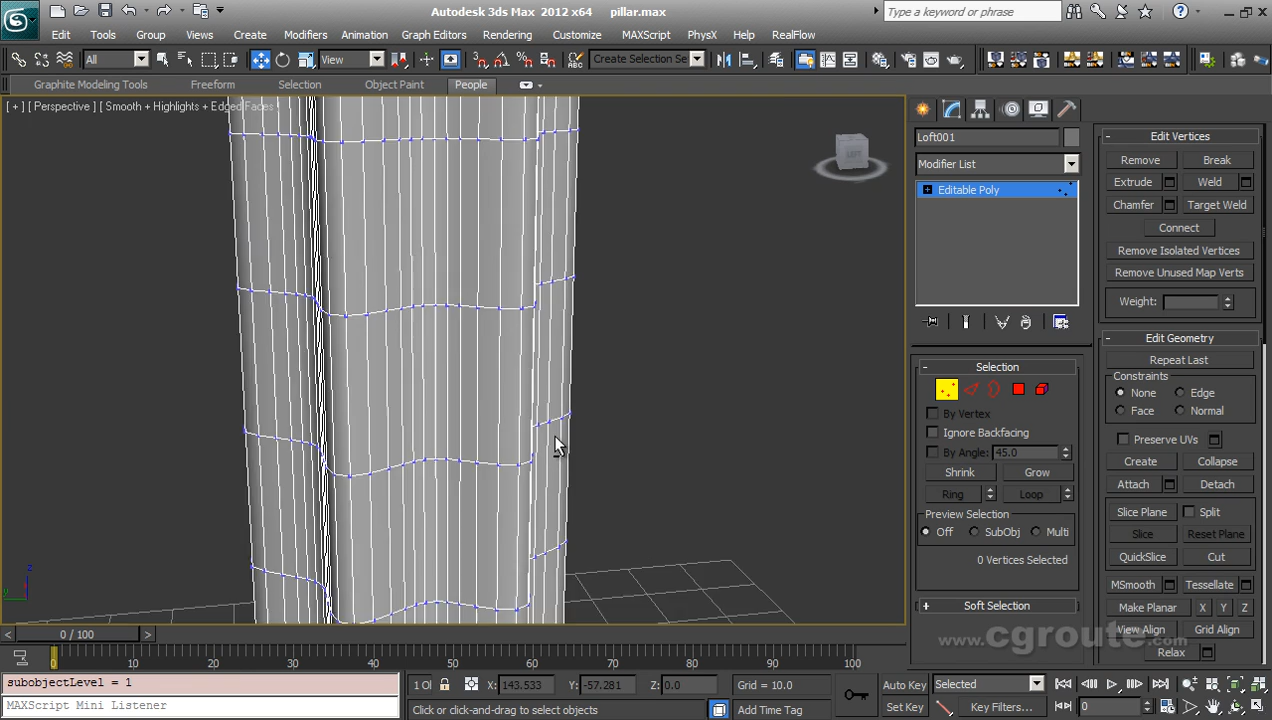 Autodesk 3ds Max 2012 x64 pillar.max
Type a keyword or phrase
Edit Tools Group Views Create Modifiers Animation Graph Editors Rendering Customize MAXScript PhysX Help RealFlow
All View Create Selection Se
Graphite Modeling Tools Freeform Selection Object Paint People
[ + ] [ Perspective ] [ Smooth + Highlights + Edged Faces ]
Loft001
Modifier List
Editable Poly
Edit Vertices
Remove Break
Extrude Weld
Chamfer Target Weld
Connect
Remove Isolated Vertices
Remove Unused Map Verts
Weight:
Edit Geometry
Repeat Last
Constraints
None Edge
Face Normal
Preserve UVs
Create Collapse
Attach Detach
Slice Plane Split
Slice Reset Plane
QuickSlice Cut
MSmooth Tessellate
Make Planar X Y Z
View Align Grid Align
Relax
Selection
By Vertex
Ignore Backfacing
By Angle: 45.0
Shrink Grow
Ring Loop
Preview Selection
Off SubObj Multi
0 Vertices Selected
Soft Selection
www.cgroute.com
z
y
< 0 / 100 >
0 10 20 30 40 50 60 70 80 90 100
subobjectLevel = 1
MAXScript Mini Listener
1 Ol X: 143.533 Y: -57.281 Z: 0.0 Grid = 10.0
Click or click-and-drag to select objects Add Time Tag
Auto Key Selected
Set Key Key Filters... 0